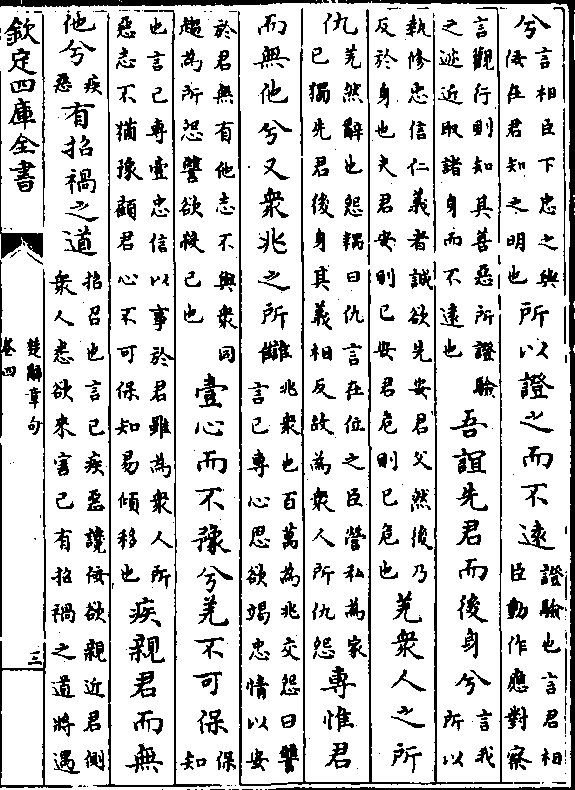 兮言相臣下忠之與佞在君知之明也所以證之而不遠證驗也言君相臣動作應對察
言觀行則知其善惡所證驗之迹近取諸身而不遠也吾誼先君而後身兮言我所以
執修忠信仁義者誠欲先安君父然後乃反於身也夫君安則已安君危則已危也羌衆人之所
仇羌然辭也怨耦曰仇言在位之臣營私為家已獨先君後身其義相反故為衆人所仇怨專惟君
而無他兮又衆兆之所讎兆衆也百萬為兆交怨曰讐言己專心思欲竭忠情以安
於君無有他志不與衆同趨為所怨讐欲殺己也壹心而不豫兮羌不可保保知
也言己專壹忠信以事於君雖為衆人所惡志不猶豫顧君心不可保知易傾移也疾親君而無
他兮疾惡有招禍之道招召也言己疾惡讒佞欲親近君側衆人悉欲來害己有招禍之道將遇
欽定四庫全書
楚辭章句
卷四
三